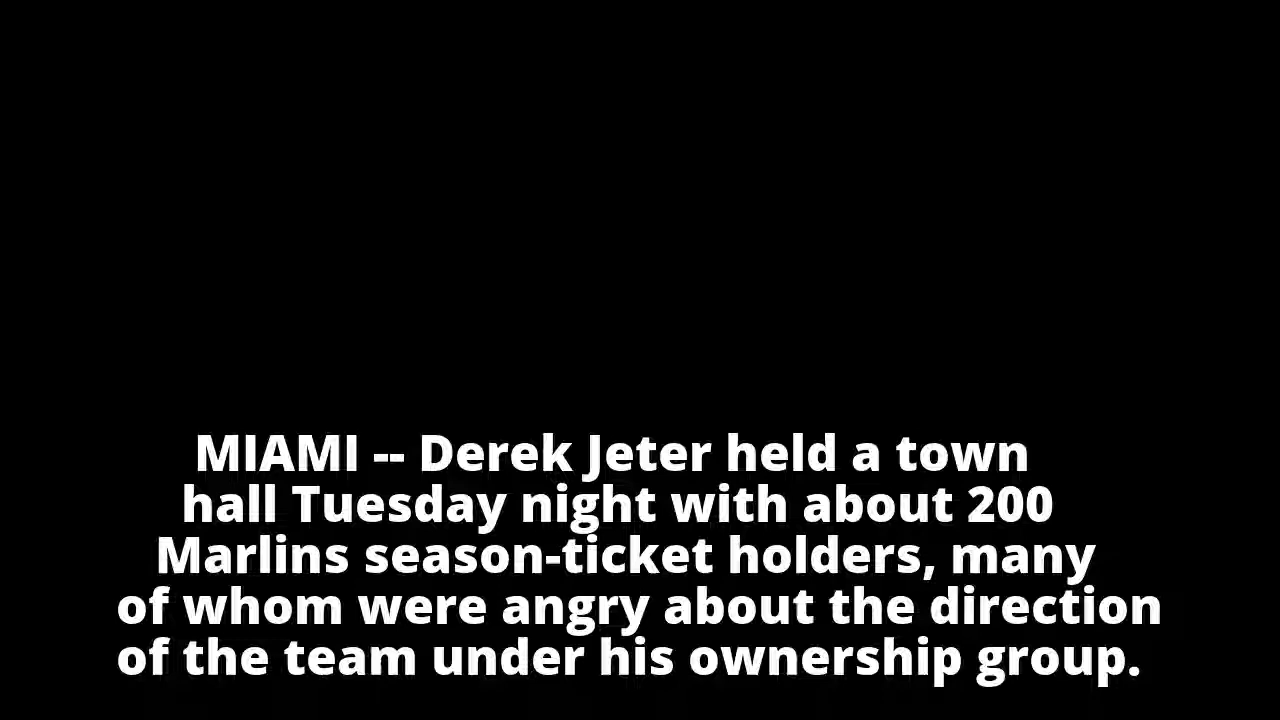 MIAMI -- Derek Jeter held a town
hall Tuesday night with about 200
Marlins season-ticket holders, many
of whom were angry about the direction
of the team under his ownership group.